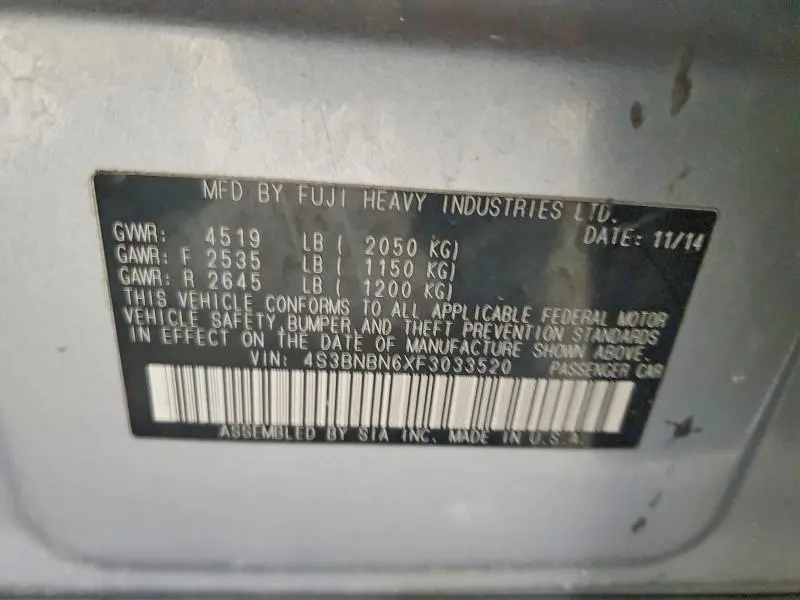 MFD BY FUJI HEAVY INDUSTRIES LTD.
DATE: 11/14
GVWR: 4519 LB ( 2050 KG)
GAWR: F 2535 LB ( 1150 KG)
GAWR: R 2645 LB ( 1200 KG)
THIS VEHICLE CONFORMS TO ALL APPLICABLE FEDERAL MOTOR
VEHICLE SAFETY,BUMPER,AND THEFT PREVENTION STANDARDS
IN EFFECT ON THE DATE OF MANUFACTURE SHOWN ABOVE.
VIN: 4S3BNBN6XF3033520 PASSENGER CAR
ASSEMBLED BY SIA INC. MADE IN U.S.A.